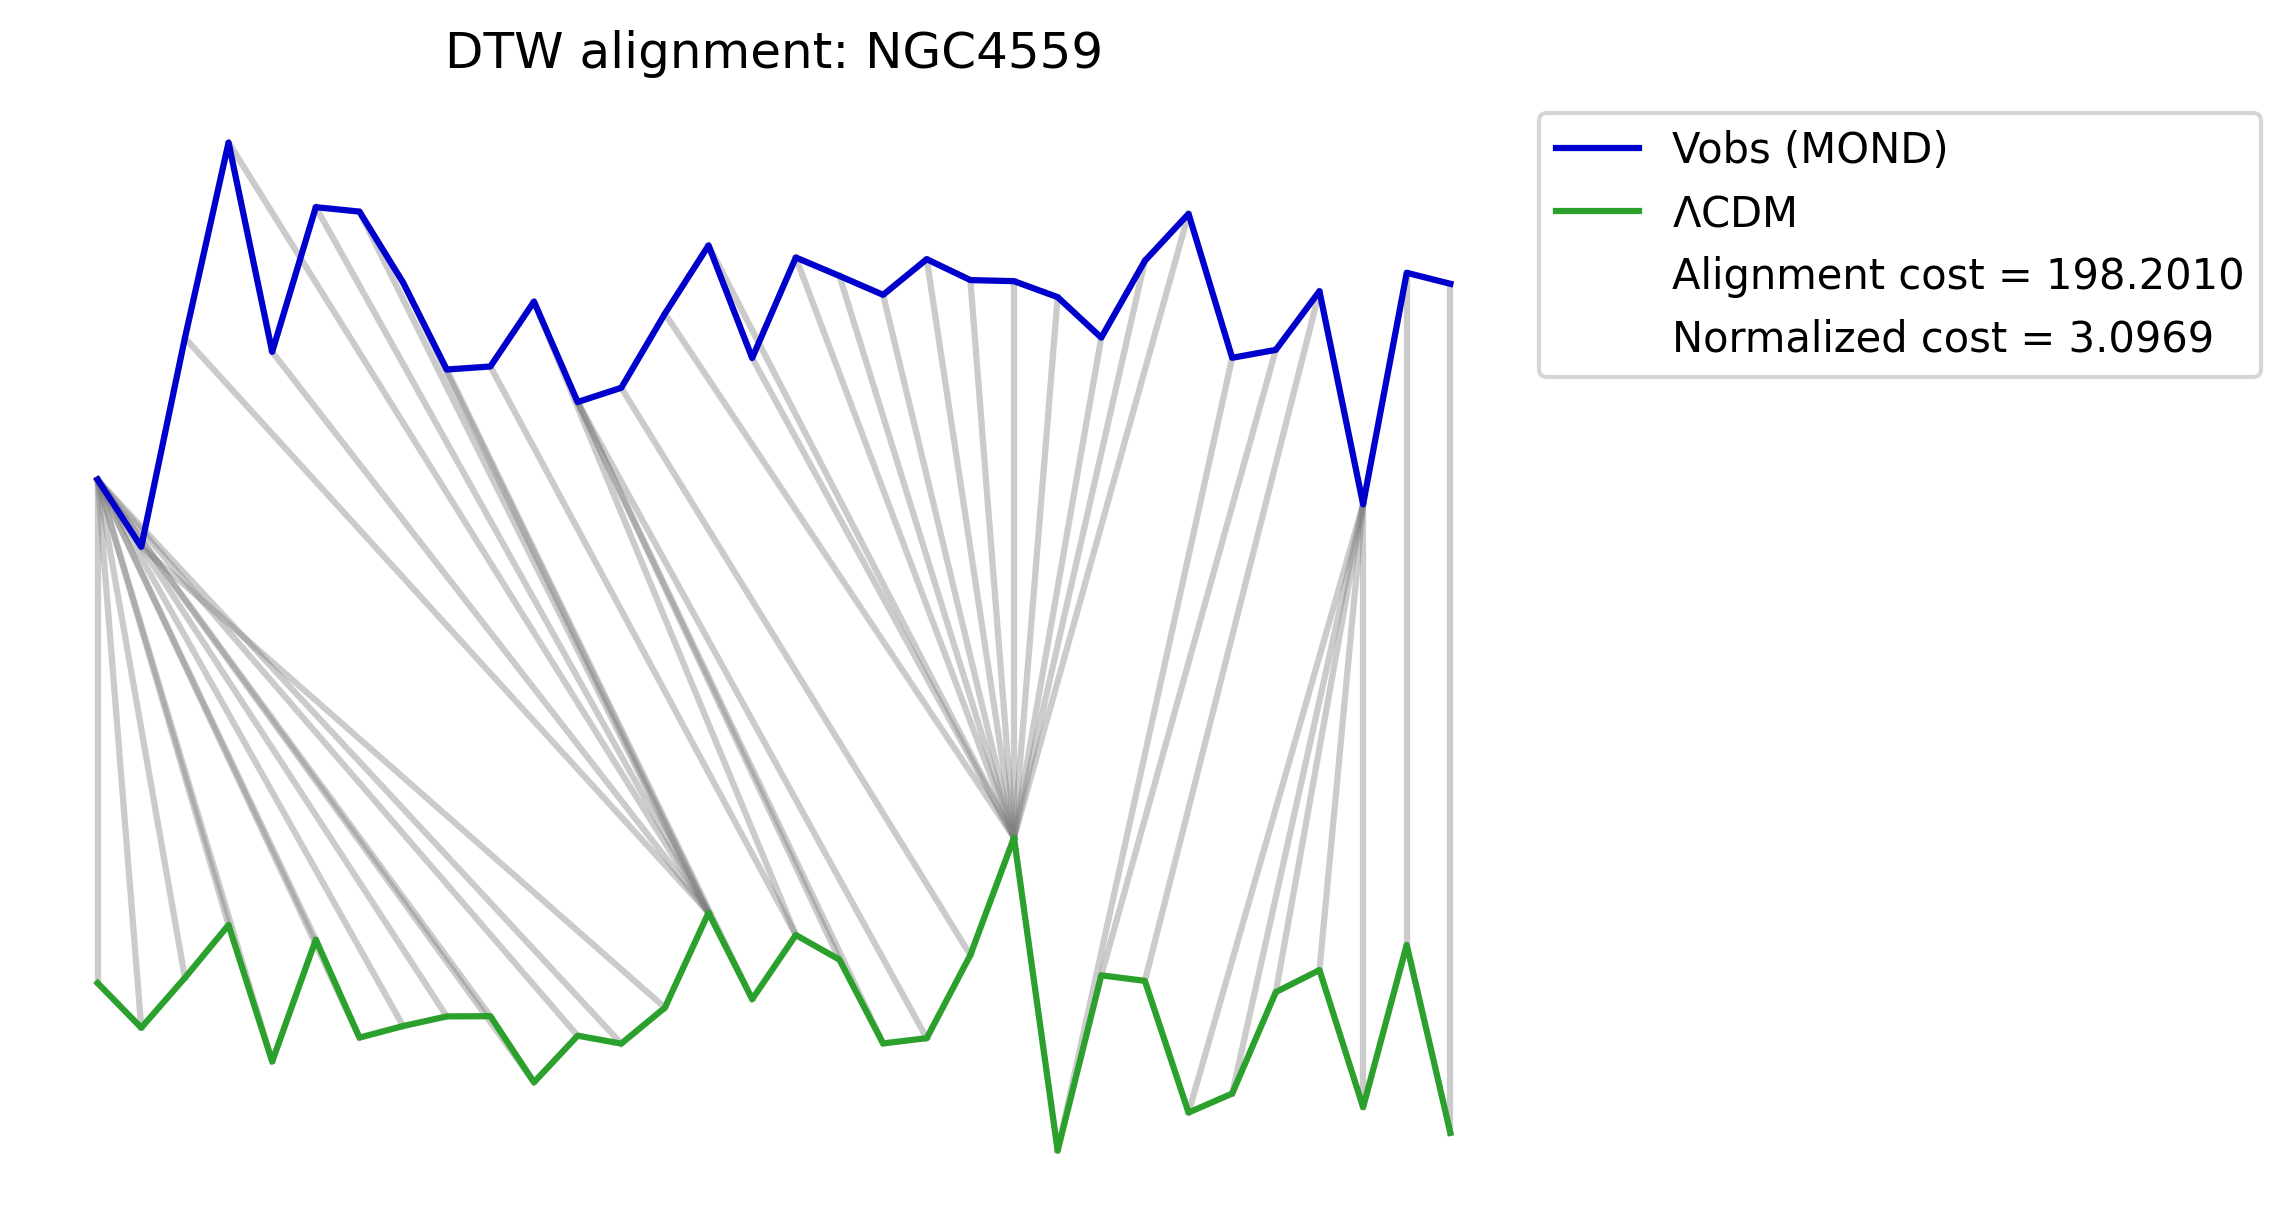 DTW alignment: NGC4559
Vobs (MOND)
ΛCDM
Alignment cost = 198.2010
Normalized cost = 3.0969